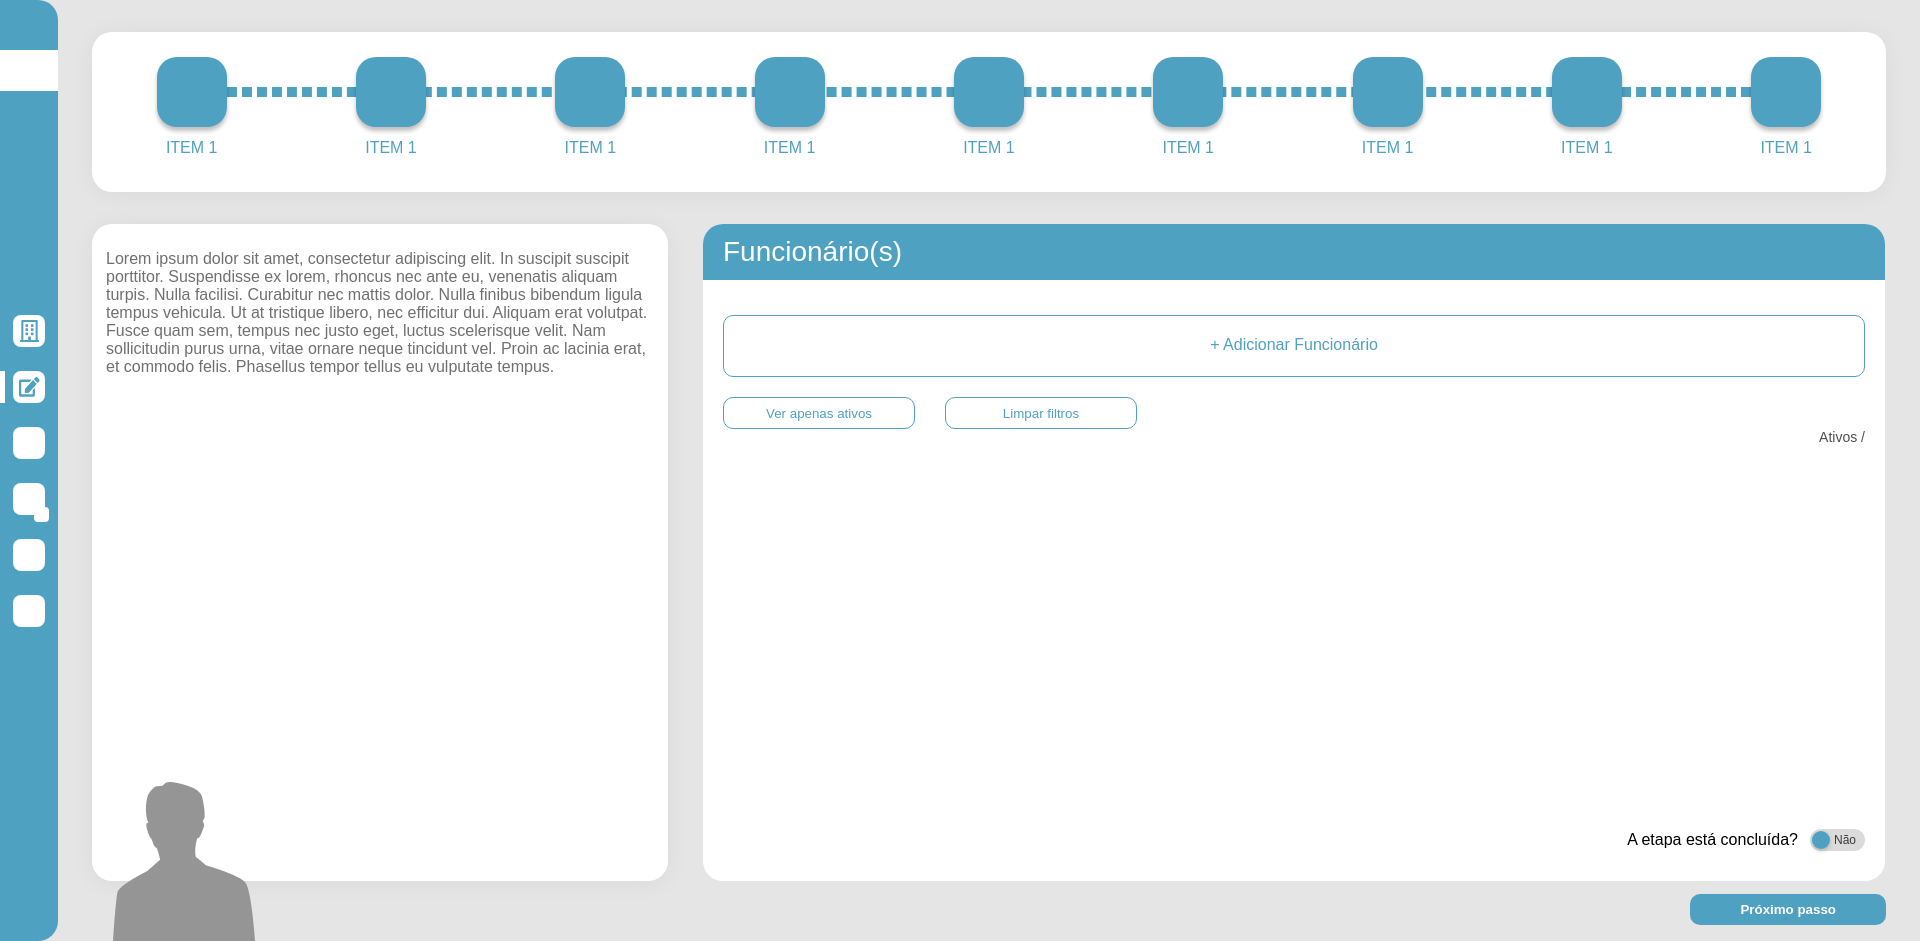 ITEM 1 ITEM 1 ITEM 1 ITEM 1 ITEM 1 ITEM 1 ITEM 1 ITEM 1 ITEM 1
Lorem ipsum dolor sit amet, consectetur adipiscing elit. In suscipit suscipit
porttitor. Suspendisse ex lorem, rhoncus nec ante eu, venenatis aliquam
turpis. Nulla facilisi. Curabitur nec mattis dolor. Nulla finibus bibendum ligula
tempus vehicula. Ut at tristique libero, nec efficitur dui. Aliquam erat volutpat.
Fusce quam sem, tempus nec justo eget, luctus scelerisque velit. Nam
sollicitudin purus urna, vitae ornare neque tincidunt vel. Proin ac lacinia erat,
et commodo felis. Phasellus tempor tellus eu vulputate tempus.
Funcionário(s)
+ Adicionar Funcionário
Ver apenas ativos Limpar filtros
Ativos /
A etapa está concluída? Não
Próximo passo